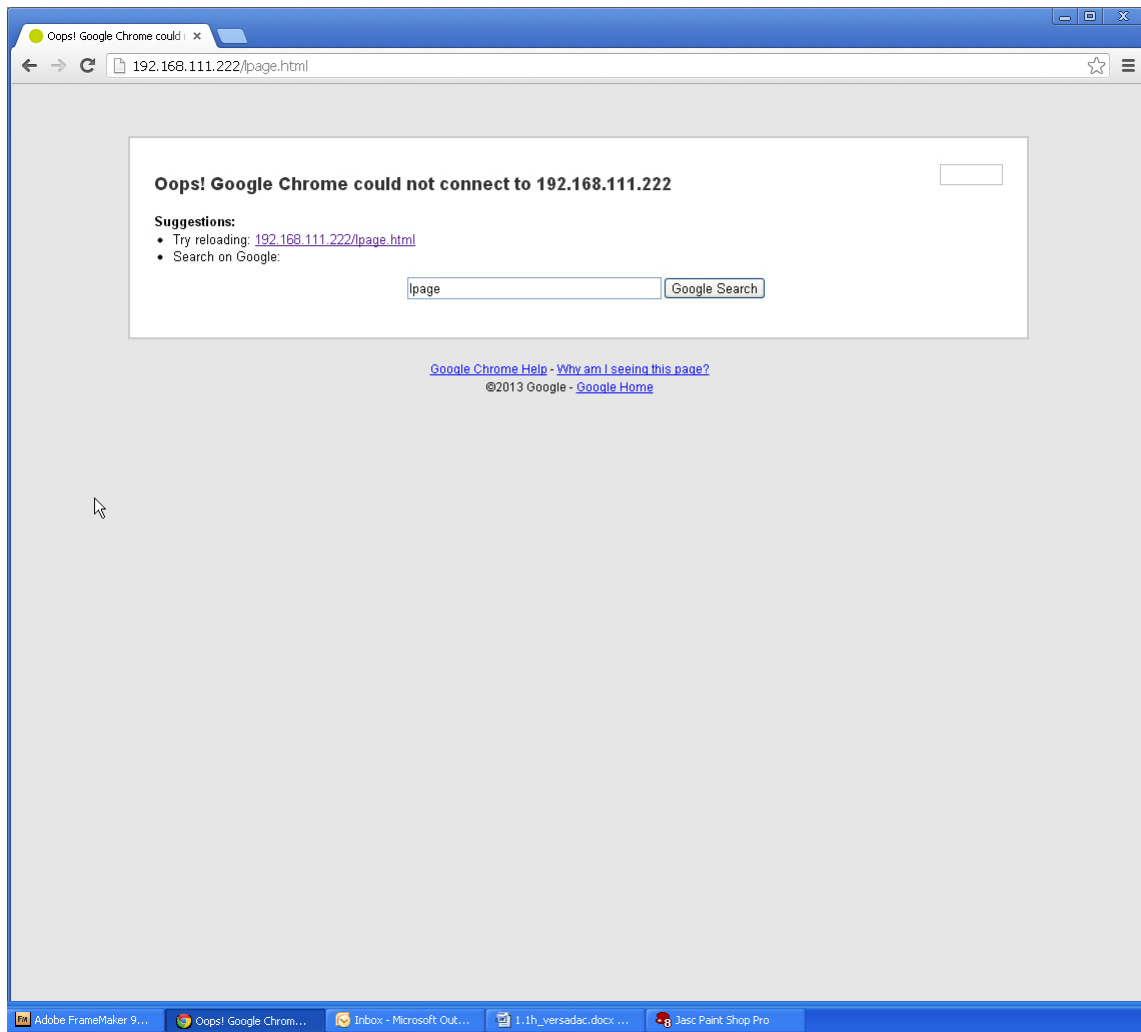 Oops! Google Chrome could
192.168.111.222/lpage.html
Oops! Google Chrome could not connect to 192.168.111.222
Suggestions:
Try reloading: 192.168.111.222/lpage.html
Search on Google:
lpage Google Search
Google Chrome Help - Why am I seeing this page?
©2013 Google - Google Home
Adobe FrameMaker 9... Oops! Google Chrom... Inbox - Microsoft Out... 1.1h_versadac.docx ... Jasc Paint Shop Pro